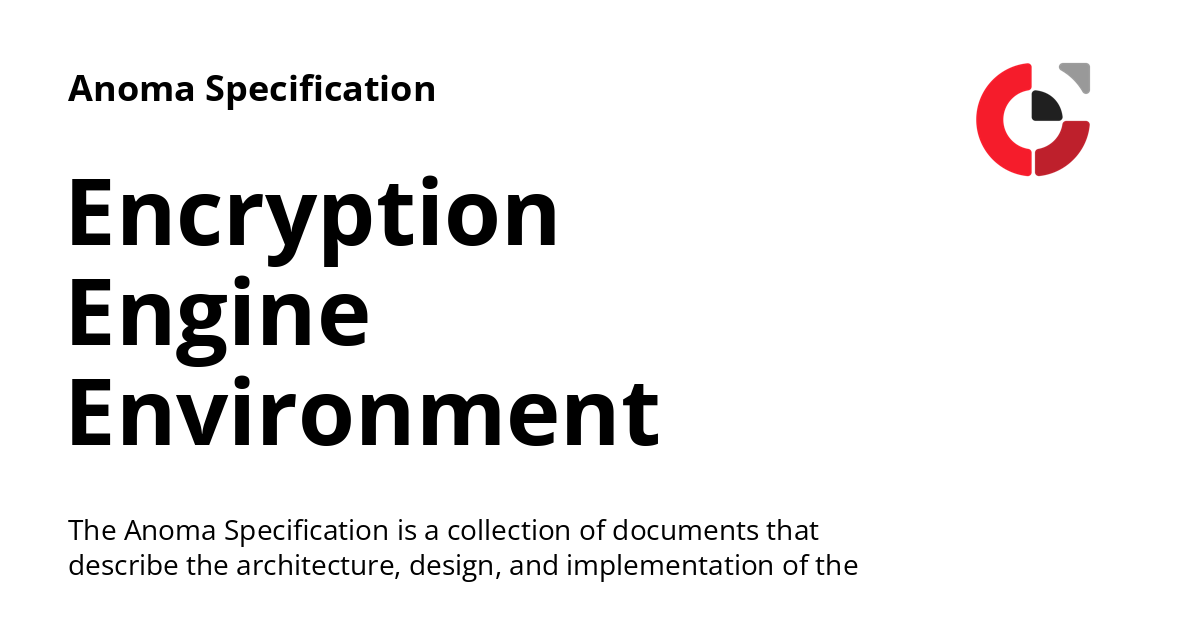 Anoma Specification
Encryption
Engine
Environment
The Anoma Specification is a collection of documents that
describe the architecture, design, and implementation of the